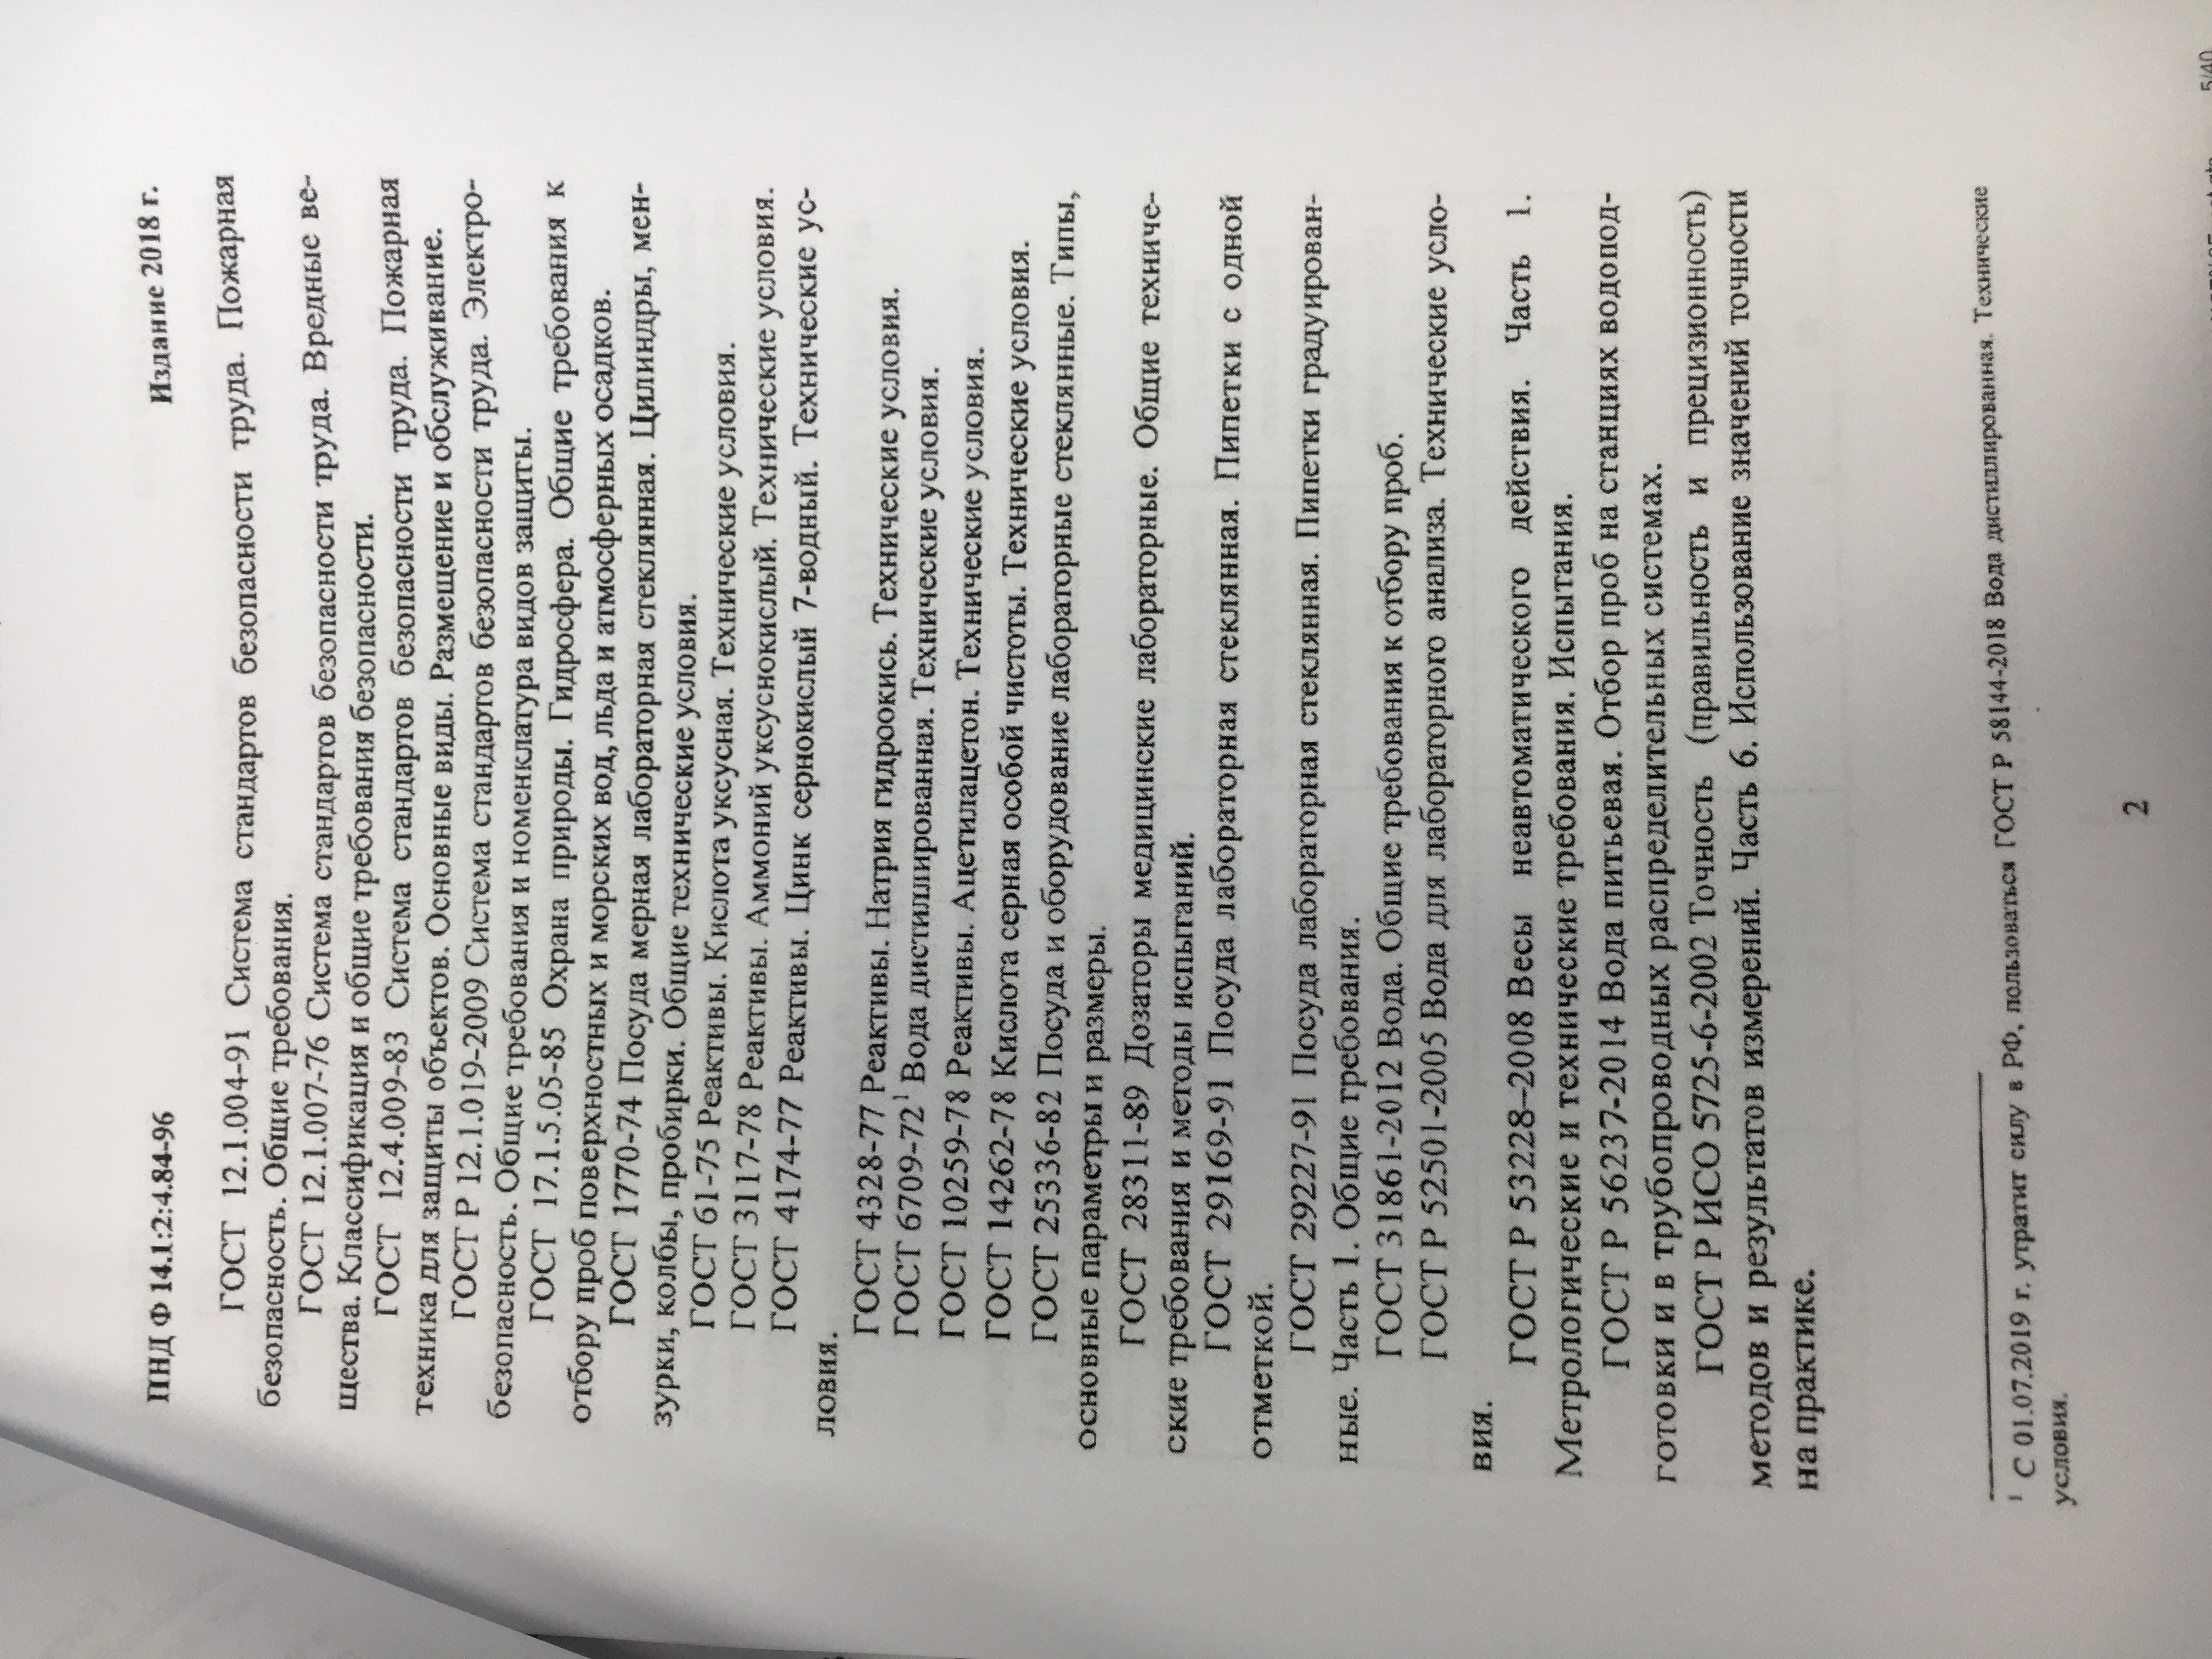 ПНД Ф 14.1:2:4.84-96 Издание 2018 г.
ГОСТ 12.1.004-91 Система стандартов безопасности труда. Пожарная
безопасность. Общие требования.
ГОСТ 12.1.007-76 Система стандартов безопасности труда. Вредные ве-
щества. Классификация и общие требования безопасности.
ГОСТ 12.4.009-83 Система стандартов безопасности труда. Пожарная
техника для защиты объектов. Основные виды. Размещение и обслуживание.
ГОСТ Р 12.1.019-2009 Система стандартов безопасности труда. Электро-
безопасность. Общие требования и номенклатура видов защиты.
ГОСТ 17.1.5.05-85 Охрана природы. Гидросфера. Общие требования к
отбору проб поверхностных и морских вод, льда и атмосферных осадков.
ГОСТ 1770-74 Посуда мерная лабораторная стеклянная. Цилиндры, мен-
зурки, колбы, пробирки. Общие технические условия.
ГОСТ 61-75 Реактивы. Кислота уксусная. Технические условия.
ГОСТ 3117-78 Реактивы. Аммоний уксуснокислый. Технические условия.
ГОСТ 4174-77 Реактивы. Цинк сернокислый 7-водный. Технические ус-
ловия.
ГОСТ 4328-77 Реактивы. Натрия гидроокись. Технические условия.
ГОСТ 6709-72¹ Вода дистиллированная. Технические условия.
ГОСТ 10259-78 Реактивы. Ацетилацетон. Технические условия.
ГОСТ 14262-78 Кислота серная особой чистоты. Технические условия.
ГОСТ 25336-82 Посуда и оборудование лабораторные стеклянные. Типы,
основные параметры и размеры.
ГОСТ 28311-89 Дозаторы медицинские лабораторные. Общие техниче-
ские требования и методы испытаний.
ГОСТ 29169-91 Посуда лабораторная стеклянная. Пипетки с одной
отметкой.
ГОСТ 29227-91 Посуда лабораторная стеклянная. Пипетки градуирован-
ные. Часть 1. Общие требования.
ГОСТ 31861-2012 Вода. Общие требования к отбору проб.
ГОСТ Р 52501-2005 Вода для лабораторного анализа. Технические усло-
вия.
ГОСТ Р 53228–2008 Весы неавтоматического действия. Часть 1.
Метрологические и технические требования. Испытания.
ГОСТ Р 56237-2014 Вода питьевая. Отбор проб на станциях водопод-
готовки и в трубопроводных распределительных системах.
ГОСТ Р ИСО 5725-6-2002 Точность (правильность и прецизионность)
методов и результатов измерений. Часть 6. Использование значений точности
на практике.
¹ С 01.07.2019 г. утратит силу в РФ, пользоваться ГОСТ Р 58144-2018 Вода дистиллированная. Технические
условия.
2
5/40